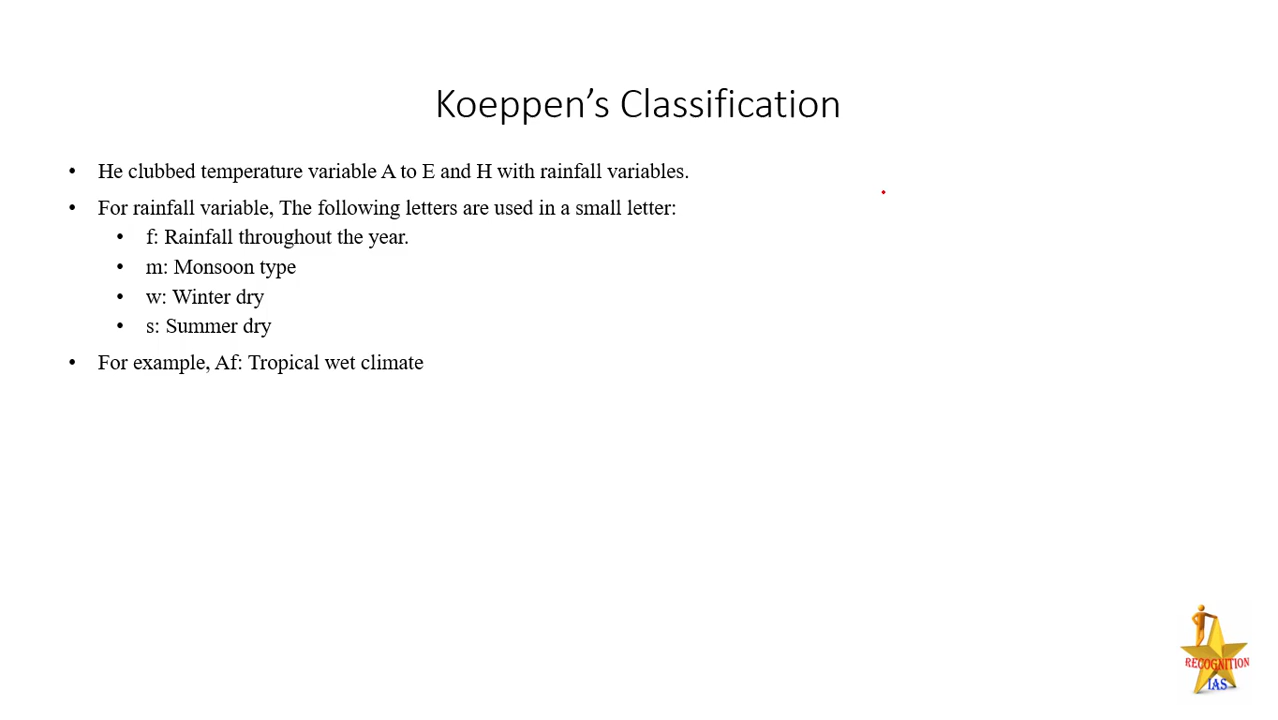 Koeppen’s Classification
• He clubbed temperature variable A to E and H with rainfall variables.
• For rainfall variable, The following letters are used in a small letter:
• f: Rainfall throughout the year.
• m: Monsoon type
• w: Winter dry
• s: Summer dry
• For example, Af: Tropical wet climate
RECOGNITION
IAS